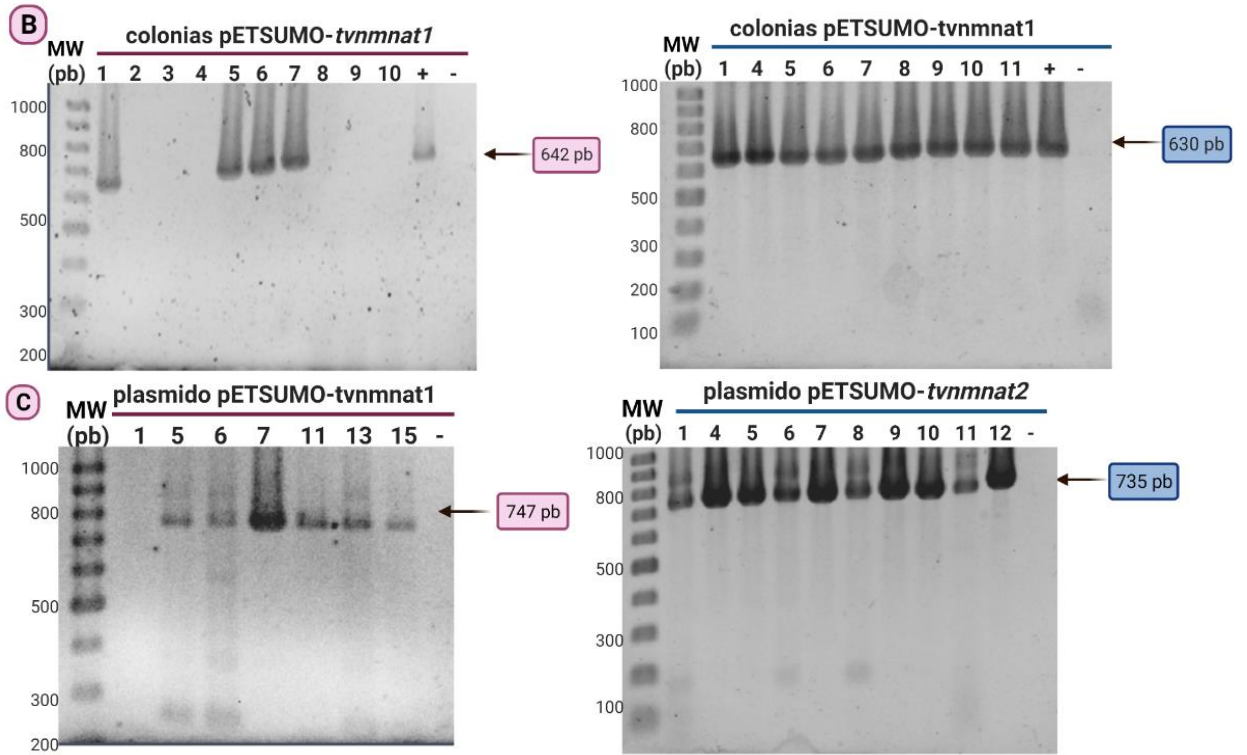 B
colonias pETSUMO-tvnmnat1
MW
(pb) 1 2 3 4 5 6 7 8 9 10 + -
1000
800
500
300
200
642 pb
colonias pETSUMO-tvnmnat1
MW
(pb) 1 4 5 6 7 8 9 10 11 + -
1000
800
500
300
200
100
630 pb
C
plasmido pETSUMO-tvnmnat1
MW
(pb) 1 5 6 7 11 13 15 -
1000
800
500
300
200
747 pb
plasmido pETSUMO-tvnmnat2
MW
(pb) 1 4 5 6 7 8 9 10 11 12 -
1000
800
500
300
100
735 pb